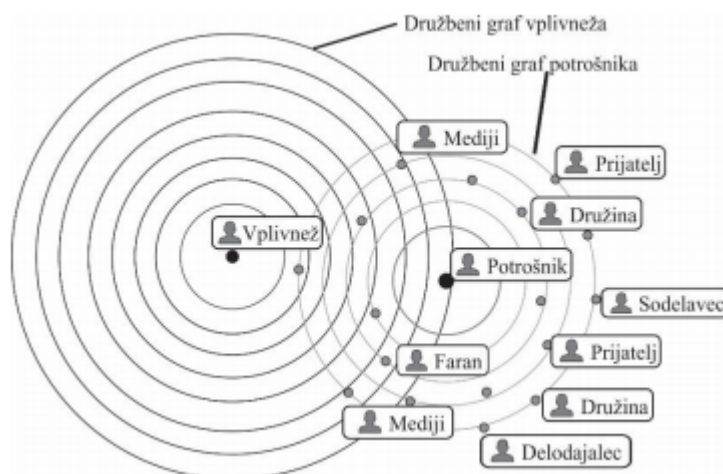 Družbeni graf vplivneža
Družbeni graf potrošnika
Mediji
Prijatelj
Družina
Vplivnež
Potrošnik
Sodelavec
Prijatelj
Faran
Družina
Mediji
Delodajalec